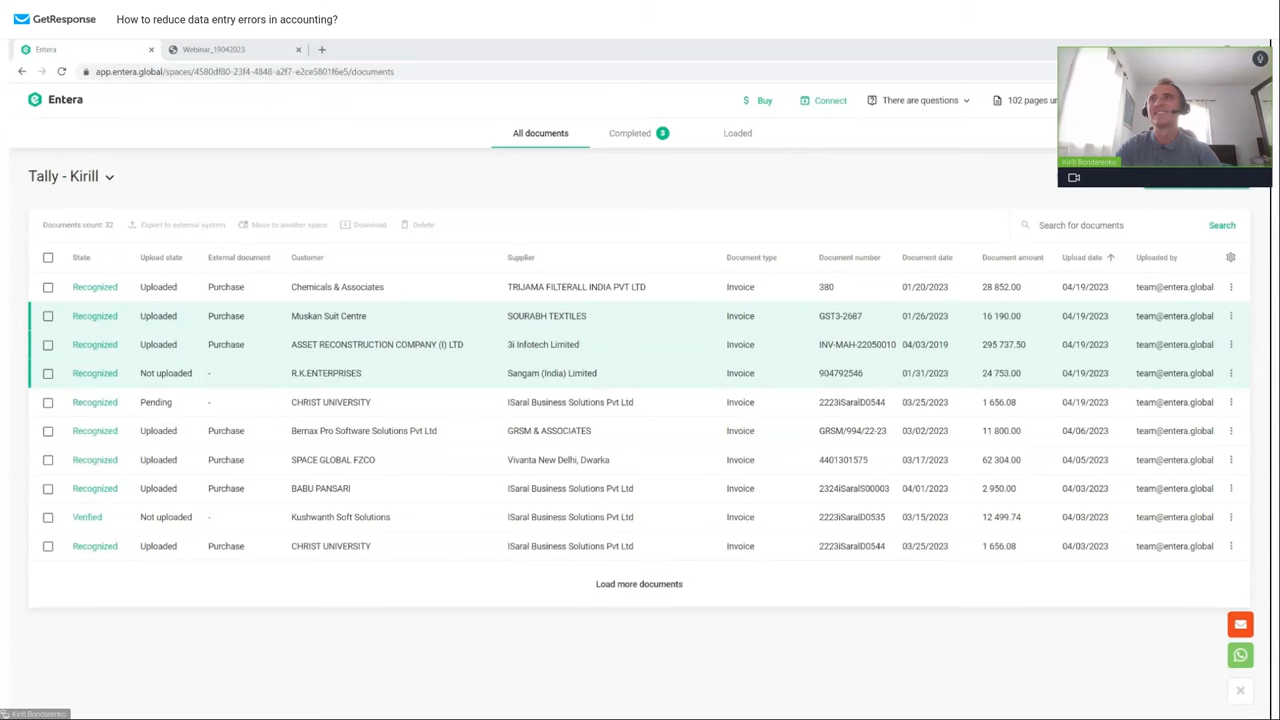 GetResponse How to reduce data entry errors in accounting?
Entera Webinar_19042023
app.entera.global/spaces/4580df80-23f4-4848-a2f7-e2ce5801f6e5/documents
Entera $ Buy Connect There are questions 102 pages
All documents Completed 3 Loaded
Kirill Bondarenko
Tally - Kirill
Documents count: 32 Export to external system Move to another space Download Delete Search for documents Search
State Upload state External document Customer Supplier Document type Document number Document date Document amount Upload date Uploaded by
Recognized Uploaded Purchase Chemicals & Associates TRIJAMA FILTERALL INDIA PVT LTD Invoice 380 01/20/2023 28 852.00 04/19/2023 team@entera.global
Recognized Uploaded Purchase Muskan Suit Centre SOURABH TEXTILES Invoice GST3-2687 01/26/2023 16 190.00 04/19/2023 team@entera.global
Recognized Uploaded Purchase ASSET RECONSTRUCTION COMPANY (I) LTD 3i Infotech Limited Invoice INV-MAH-22050010 04/03/2019 295 737.50 04/19/2023 team@entera.global
Recognized Not uploaded - R.K.ENTERPRISES Sangam (India) Limited Invoice 904792546 01/31/2023 24 753.00 04/19/2023 team@entera.global
Recognized Pending - CHRIST UNIVERSITY ISaral Business Solutions Pvt Ltd Invoice 2223iSaralD0544 03/25/2023 1 656.08 04/19/2023 team@entera.global
Recognized Uploaded Purchase Bemax Pro Software Solutions Pvt Ltd GRSM & ASSOCIATES Invoice GRSM/994/22-23 03/02/2023 11 800.00 04/06/2023 team@entera.global
Recognized Uploaded Purchase SPACE GLOBAL FZCO Vivanta New Delhi, Dwarka Invoice 4401301575 03/17/2023 62 304.00 04/05/2023 team@entera.global
Recognized Uploaded Purchase BABU PANSARI ISaral Business Solutions Pvt Ltd Invoice 2324iSaralS00003 04/01/2023 2 950.00 04/03/2023 team@entera.global
Verified Not uploaded - Kushwanth Soft Solutions ISaral Business Solutions Pvt Ltd Invoice 2223iSaralD0535 03/15/2023 12 499.74 04/03/2023 team@entera.global
Recognized Uploaded Purchase CHRIST UNIVERSITY ISaral Business Solutions Pvt Ltd Invoice 2223iSaralD0544 03/25/2023 1 656.08 04/03/2023 team@entera.global
Load more documents
Kirill Bondarenko